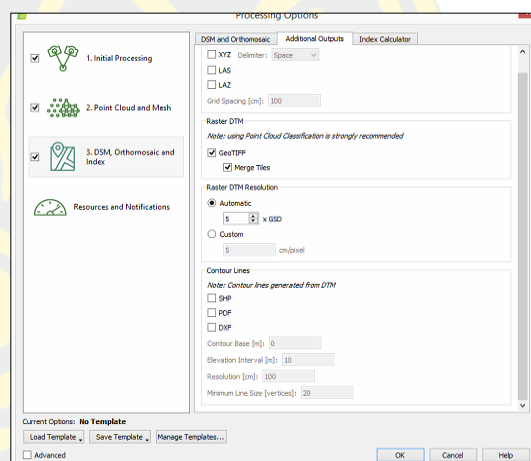 Processing Options
1. Initial Processing
2. Point Cloud and Mesh
3. DSM, Orthomosaic and
Index
Resources and Notifications
DSM and Orthomosaic Additional Outputs Index Calculator
XYZ Delimiter: Space
LAS
LAZ
Grid Spacing [cm]: 100
Raster DTM
Note: using Point Cloud Classification is strongly recommended
GeoTIFF
Merge Tiles
Raster DTM Resolution
Automatic
5 x GSD
Custom
5 cm/pixel
Contour Lines
Note: Contour lines generated from DTM
SHP
PDF
DXF
Contour Base [m]: 0
Elevation Interval [m]: 10
Resolution [cm]: 100
Minimum Line Size [vertices]: 20
Current Options: No Template
Load Template Save Template Manage Templates...
Advanced OK Cancel Help